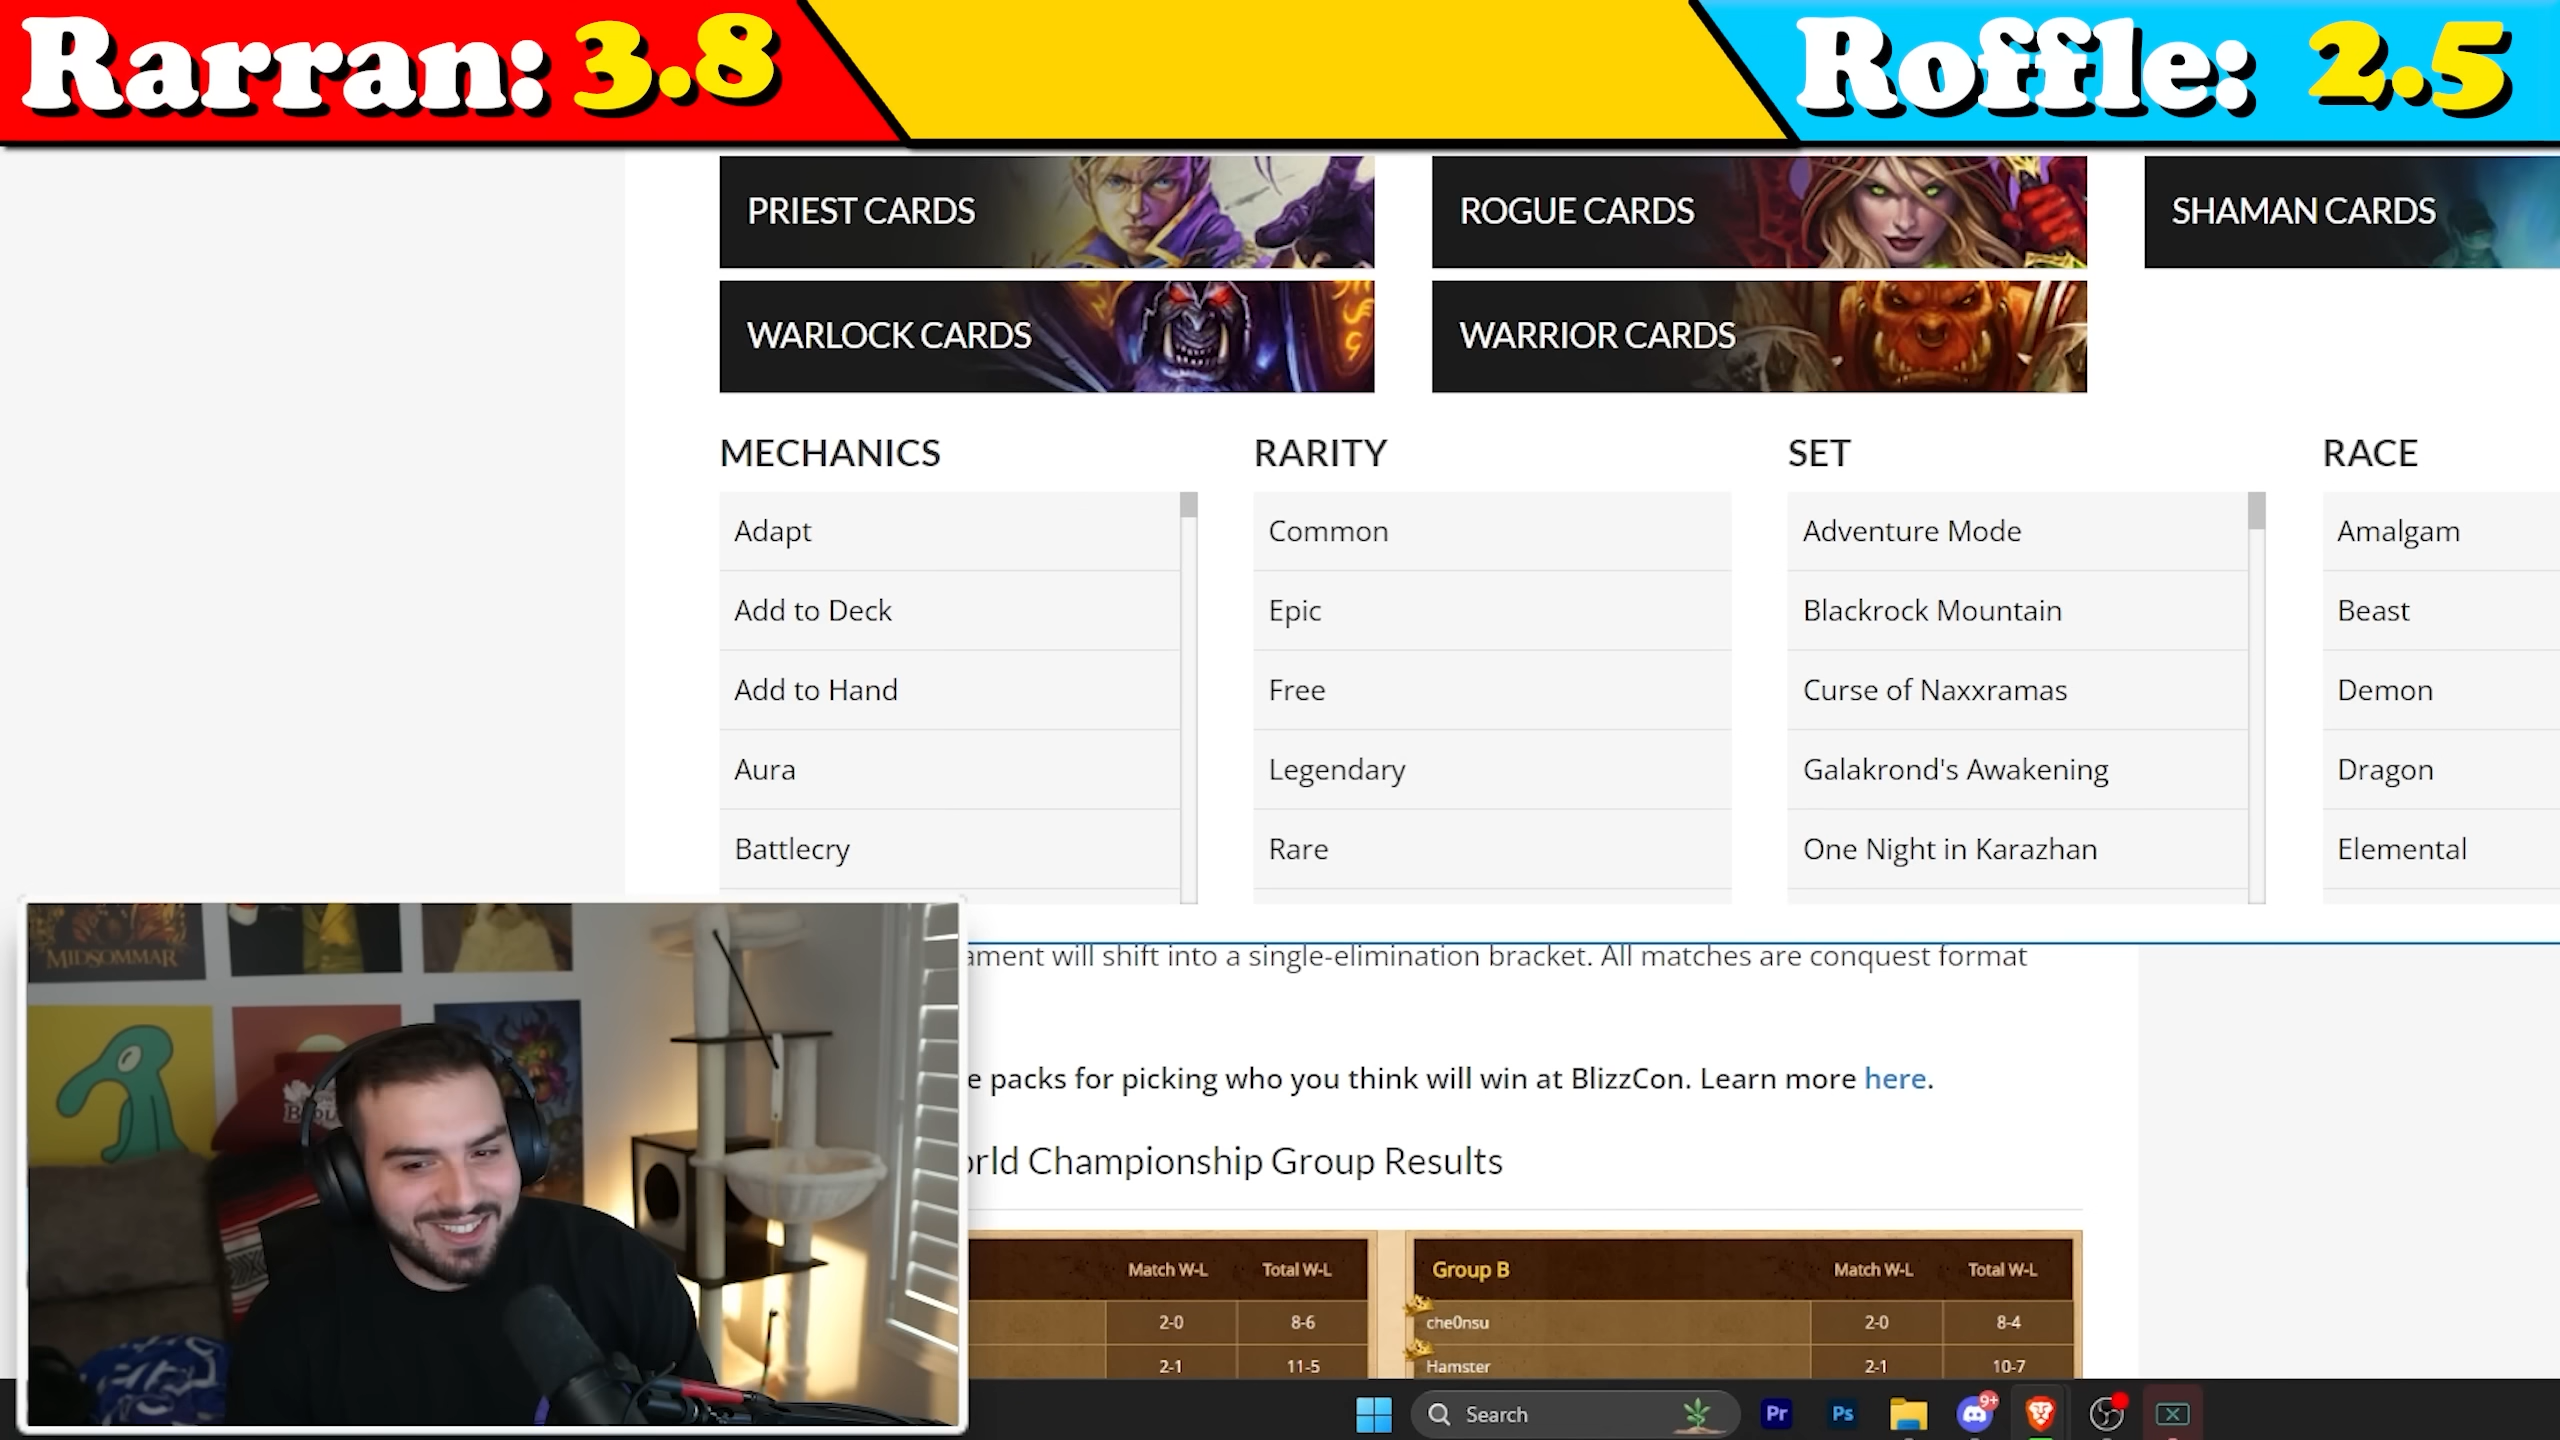 Rarran: 3.8
Roffle: 2.5
PRIEST CARDS
ROGUE CARDS
SHAMAN CARDS
WARLOCK CARDS
WARRIOR CARDS
MECHANICS
Adapt
Add to Deck
Add to Hand
Aura
Battlecry
RARITY
Common
Epic
Free
Legendary
Rare
SET
Adventure Mode
Blackrock Mountain
Curse of Naxxramas
Galakrond's Awakening
One Night in Karazhan
RACE
Amalgam
Beast
Demon
Dragon
Elemental
MIDSOMMAR
ament will shift into a single-elimination bracket. All matches are conquest format
e packs for picking who you think will win at BlizzCon. Learn more here.
orld Championship Group Results
Match W-L Total W-L
2-0 8-6
2-1 11-5
Group B Match W-L Total W-L
che0nsu 2-0 8-4
Hamster 2-1 10-7
Search
Pr
Ps
9+